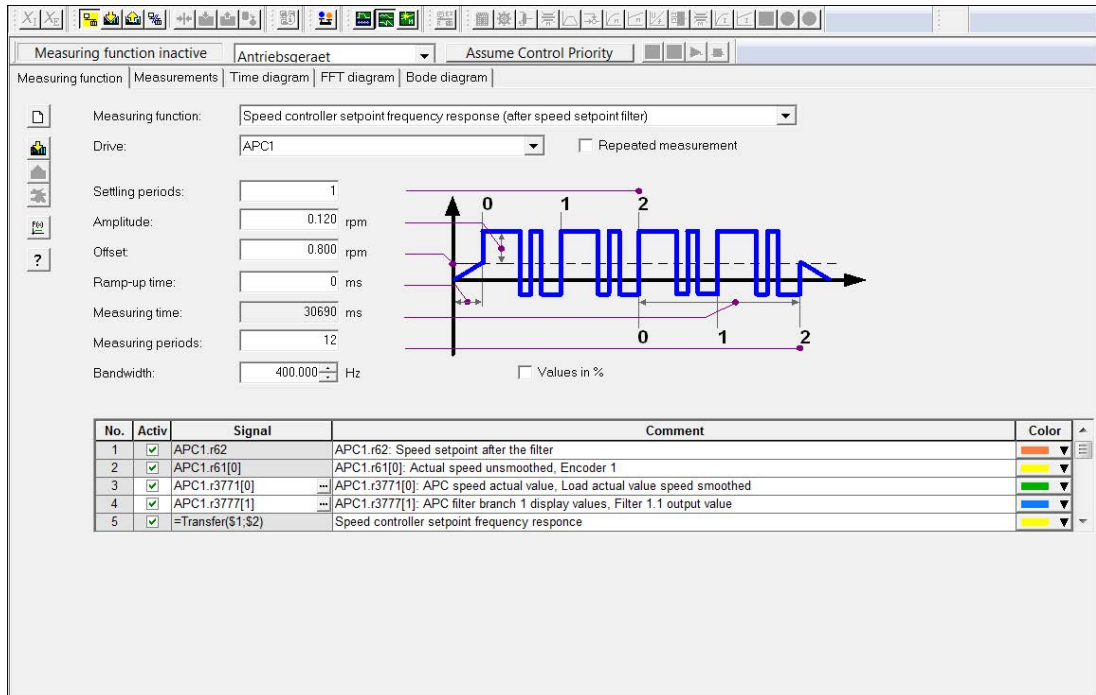 Measuring function inactive Antriebsgeraet Assume Control Priority
Measuring function Measurements Time diagram FFT diagram Bode diagram
Measuring function: Speed controller setpoint frequency response (after speed setpoint filter)
Drive: APC1 Repeated measurement
Settling periods: 1
Amplitude: 0.120 rpm
Offset: 0.800 rpm
Ramp-up time: 0 ms
Measuring time: 30690 ms
Measuring periods: 12
Bandwidth: 400.000 Hz Values in %
0 1 2
0 1 2
?
No. Activ Signal Comment Color
1 APC1.r62 APC1.r62: Speed setpoint after the filter
2 APC1.r61[0] APC1.r61[0]: Actual speed unsmoothed, Encoder 1
3 APC1.r3771[0] ... APC1.r3771[0]: APC speed actual value, Load actual value speed smoothed
4 APC1.r3777[1] ... APC1.r3777[1]: APC filter branch 1 display values, Filter 1.1 output value
5 =Transfer($1;$2) Speed controller setpoint frequency responce